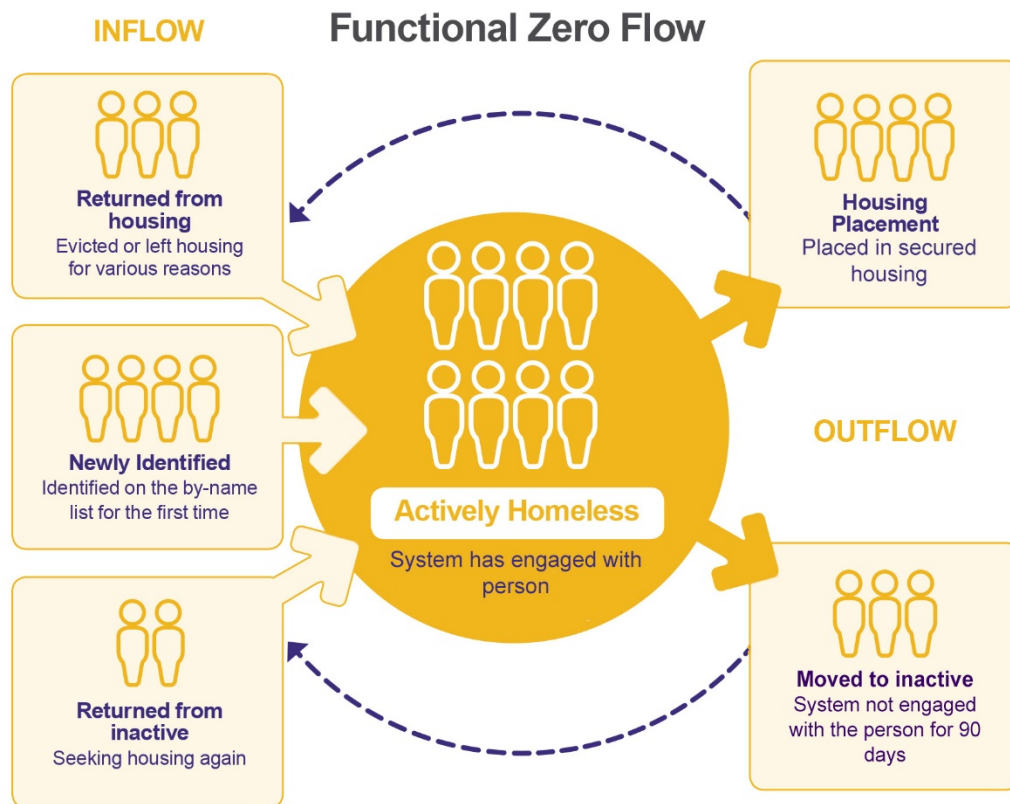 Functional Zero Flow
INFLOW
Returned from
housing
Evicted or left housing
for various reasons
Newly Identified
Identified on the by-name
list for the first time
Returned from
inactive
Seeking housing again
Actively Homeless
System has engaged with
person
Housing
Placement
Placed in secured
housing
OUTFLOW
Moved to inactive
System not engaged
with the person for 90
days